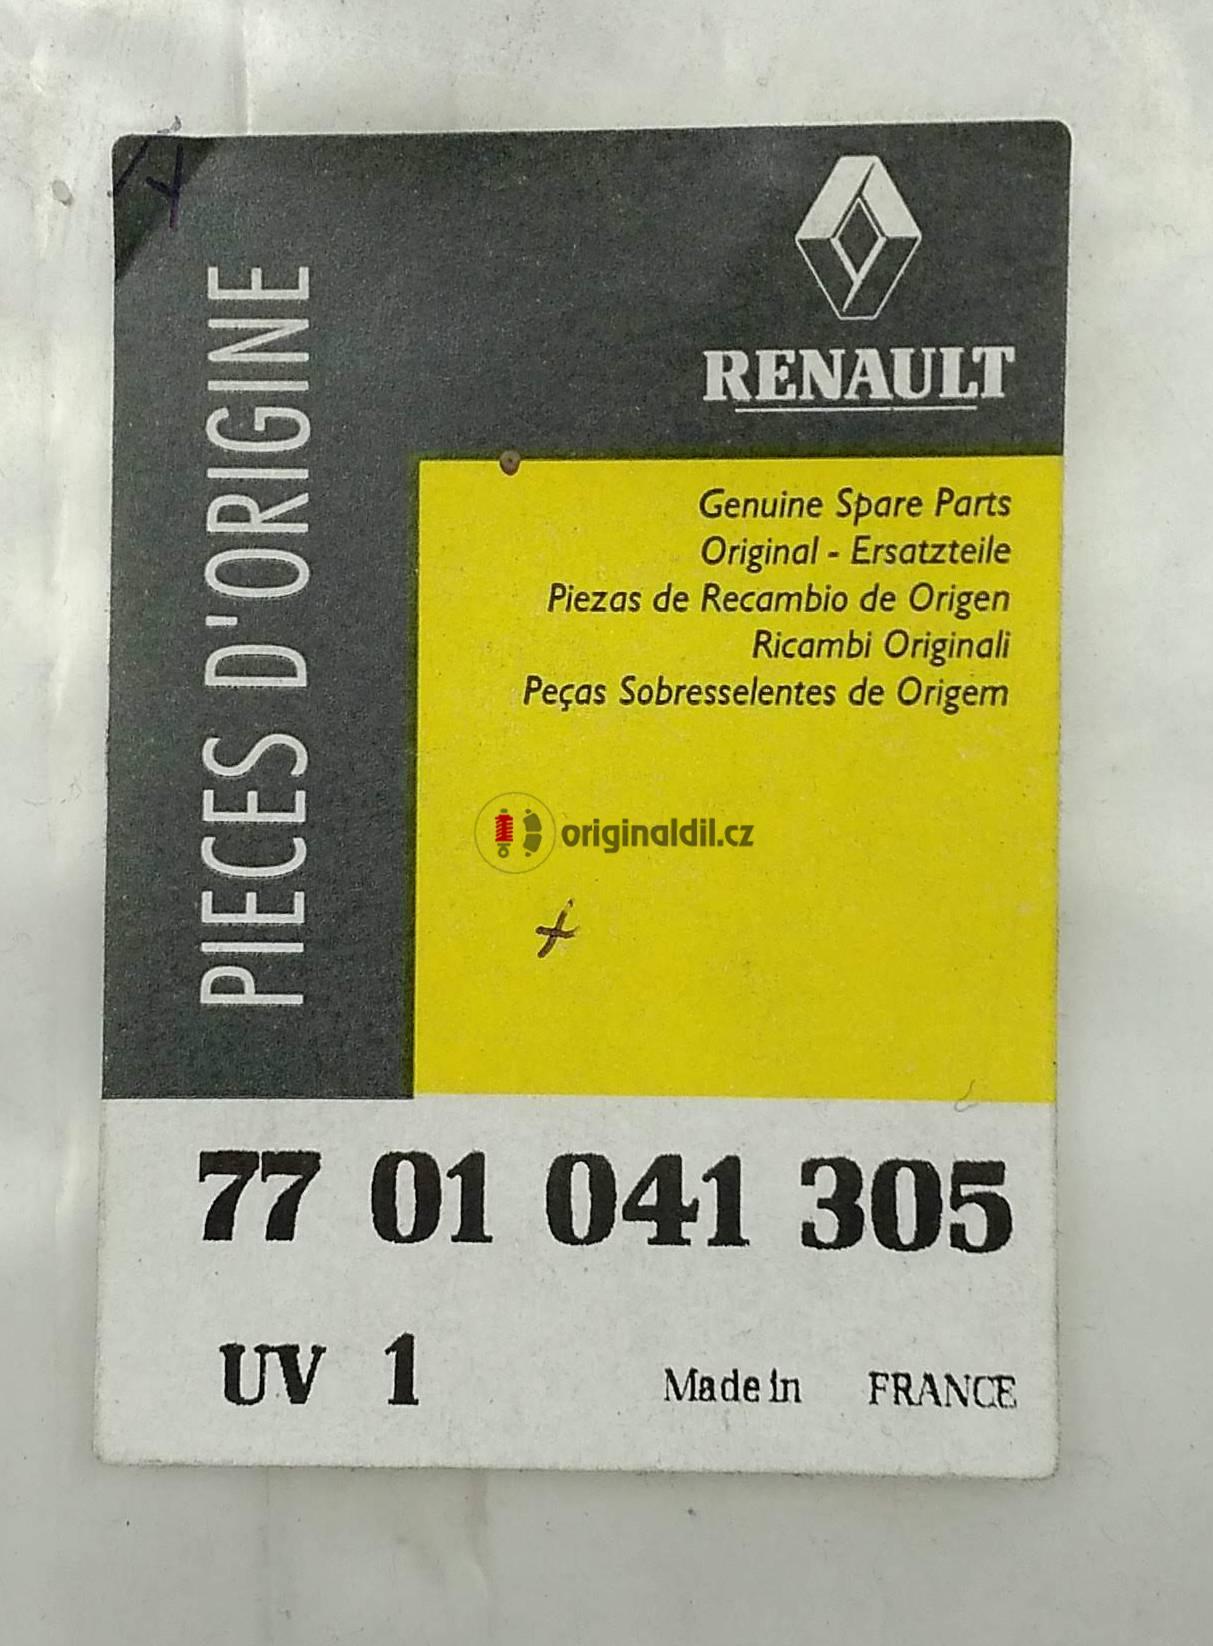 RENAULT
PIECES D'ORIGINE
Genuine Spare Parts
Original - Ersatzteile
Piezas de Recambio de Origen
Ricambi Originali
Peças Sobresselentes de Origem
originaldil.cz
77 01 041 305
UV 1 Made in FRANCE